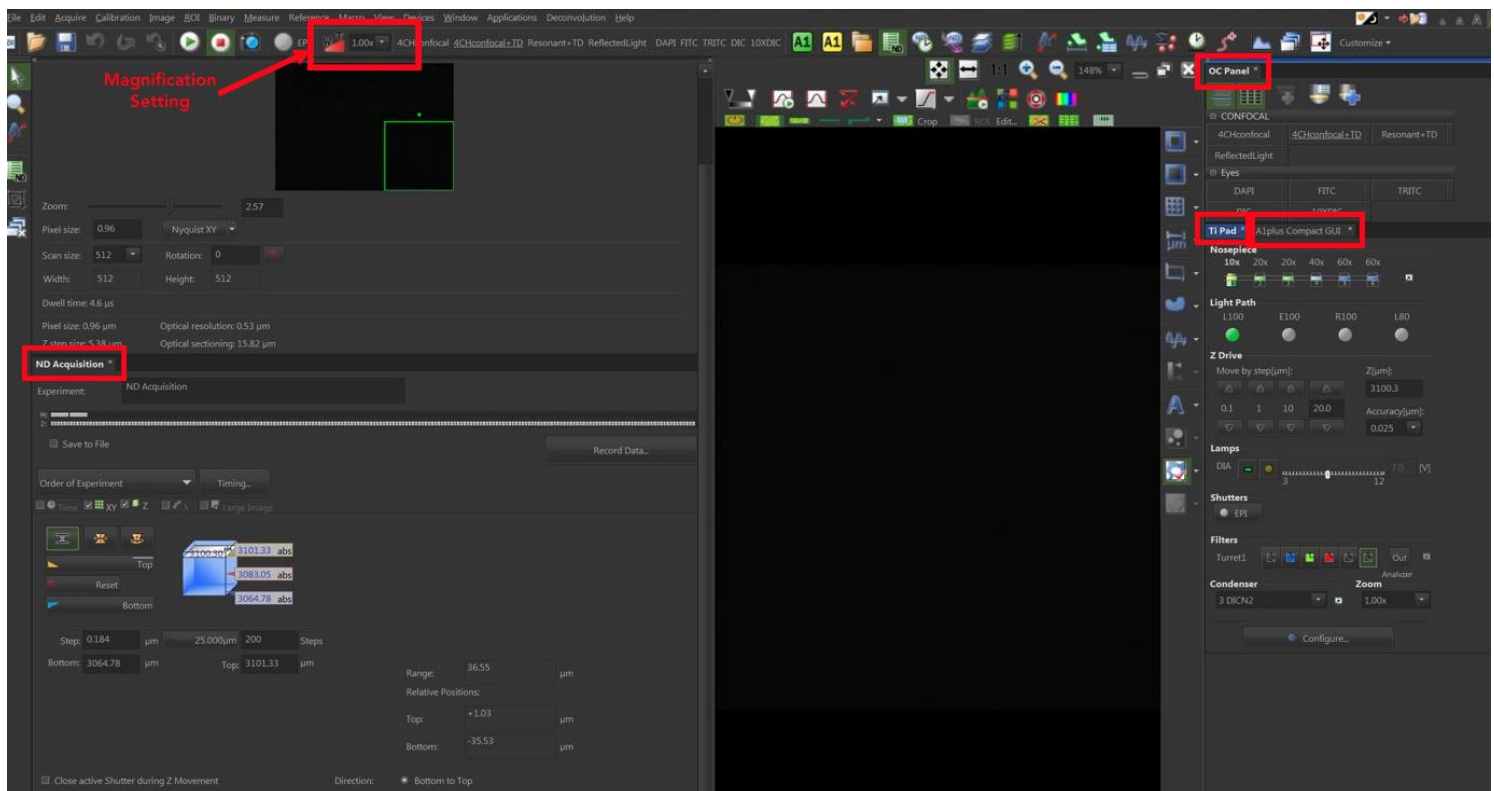 File Edit Acquire Calibration Image ROI Binary Measure Reference Macro View Devices Window Applications Deconvolution Help
1.00x 4CHconfocal 4CHconfocal+TD Resonant+TD ReflectedLight DAPI FITC TRITC DIC 10XDIC A1 A1 Customize
Magnification
Setting
1:1 148%
Crop ROI Edit...
Zoom: 2.57
Pixel size: 0.96 Nyquist XY
Scan size: 512 Rotation: 0
Width: 512 Height: 512
Dwell time: 4.6 µs
Pixel size: 0.96 µm Optical resolution: 0.53 µm
Z step size: 5.38 µm Optical sectioning: 15.82 µm
ND Acquisition
Experiment: ND Acquisition
Save to File
Record Data...
Order of Experiment Timing...
Time XY Z λ Large Image
3101.33 abs
Top
3083.05 abs
Reset
3064.78 abs
Bottom
Step: 0.184 µm 25.000µm 200 Steps
Bottom: 3064.78 µm Top: 3101.33 µm
Range: 36.55 µm
Relative Positions:
Top: +1.03 µm
Bottom: -35.53 µm
Close active Shutter during Z Movement Direction: Bottom to Top
OC Panel
CONFOCAL
4CHconfocal 4CHconfocal+TD Resonant+TD
ReflectedLight
Eyes
DAPI FITC TRITC
DIC 10XDIC
Ti Pad A1plus Compact GUI
Nosepiece
10x 20x 20x 40x 60x 60x
Light Path
L100 E100 R100 L80
Z Drive
Move by step[µm]: Z[µm]:
3100.3
0.1 1 10 20.0 Accuracy[µm]:
0.025
Lamps
DIA 7.0 [V]
3 12
Shutters
EPI
Filters
Turret1 Out
Analyzer
Condenser Zoom
3 DICN2 1.00x
Configure...